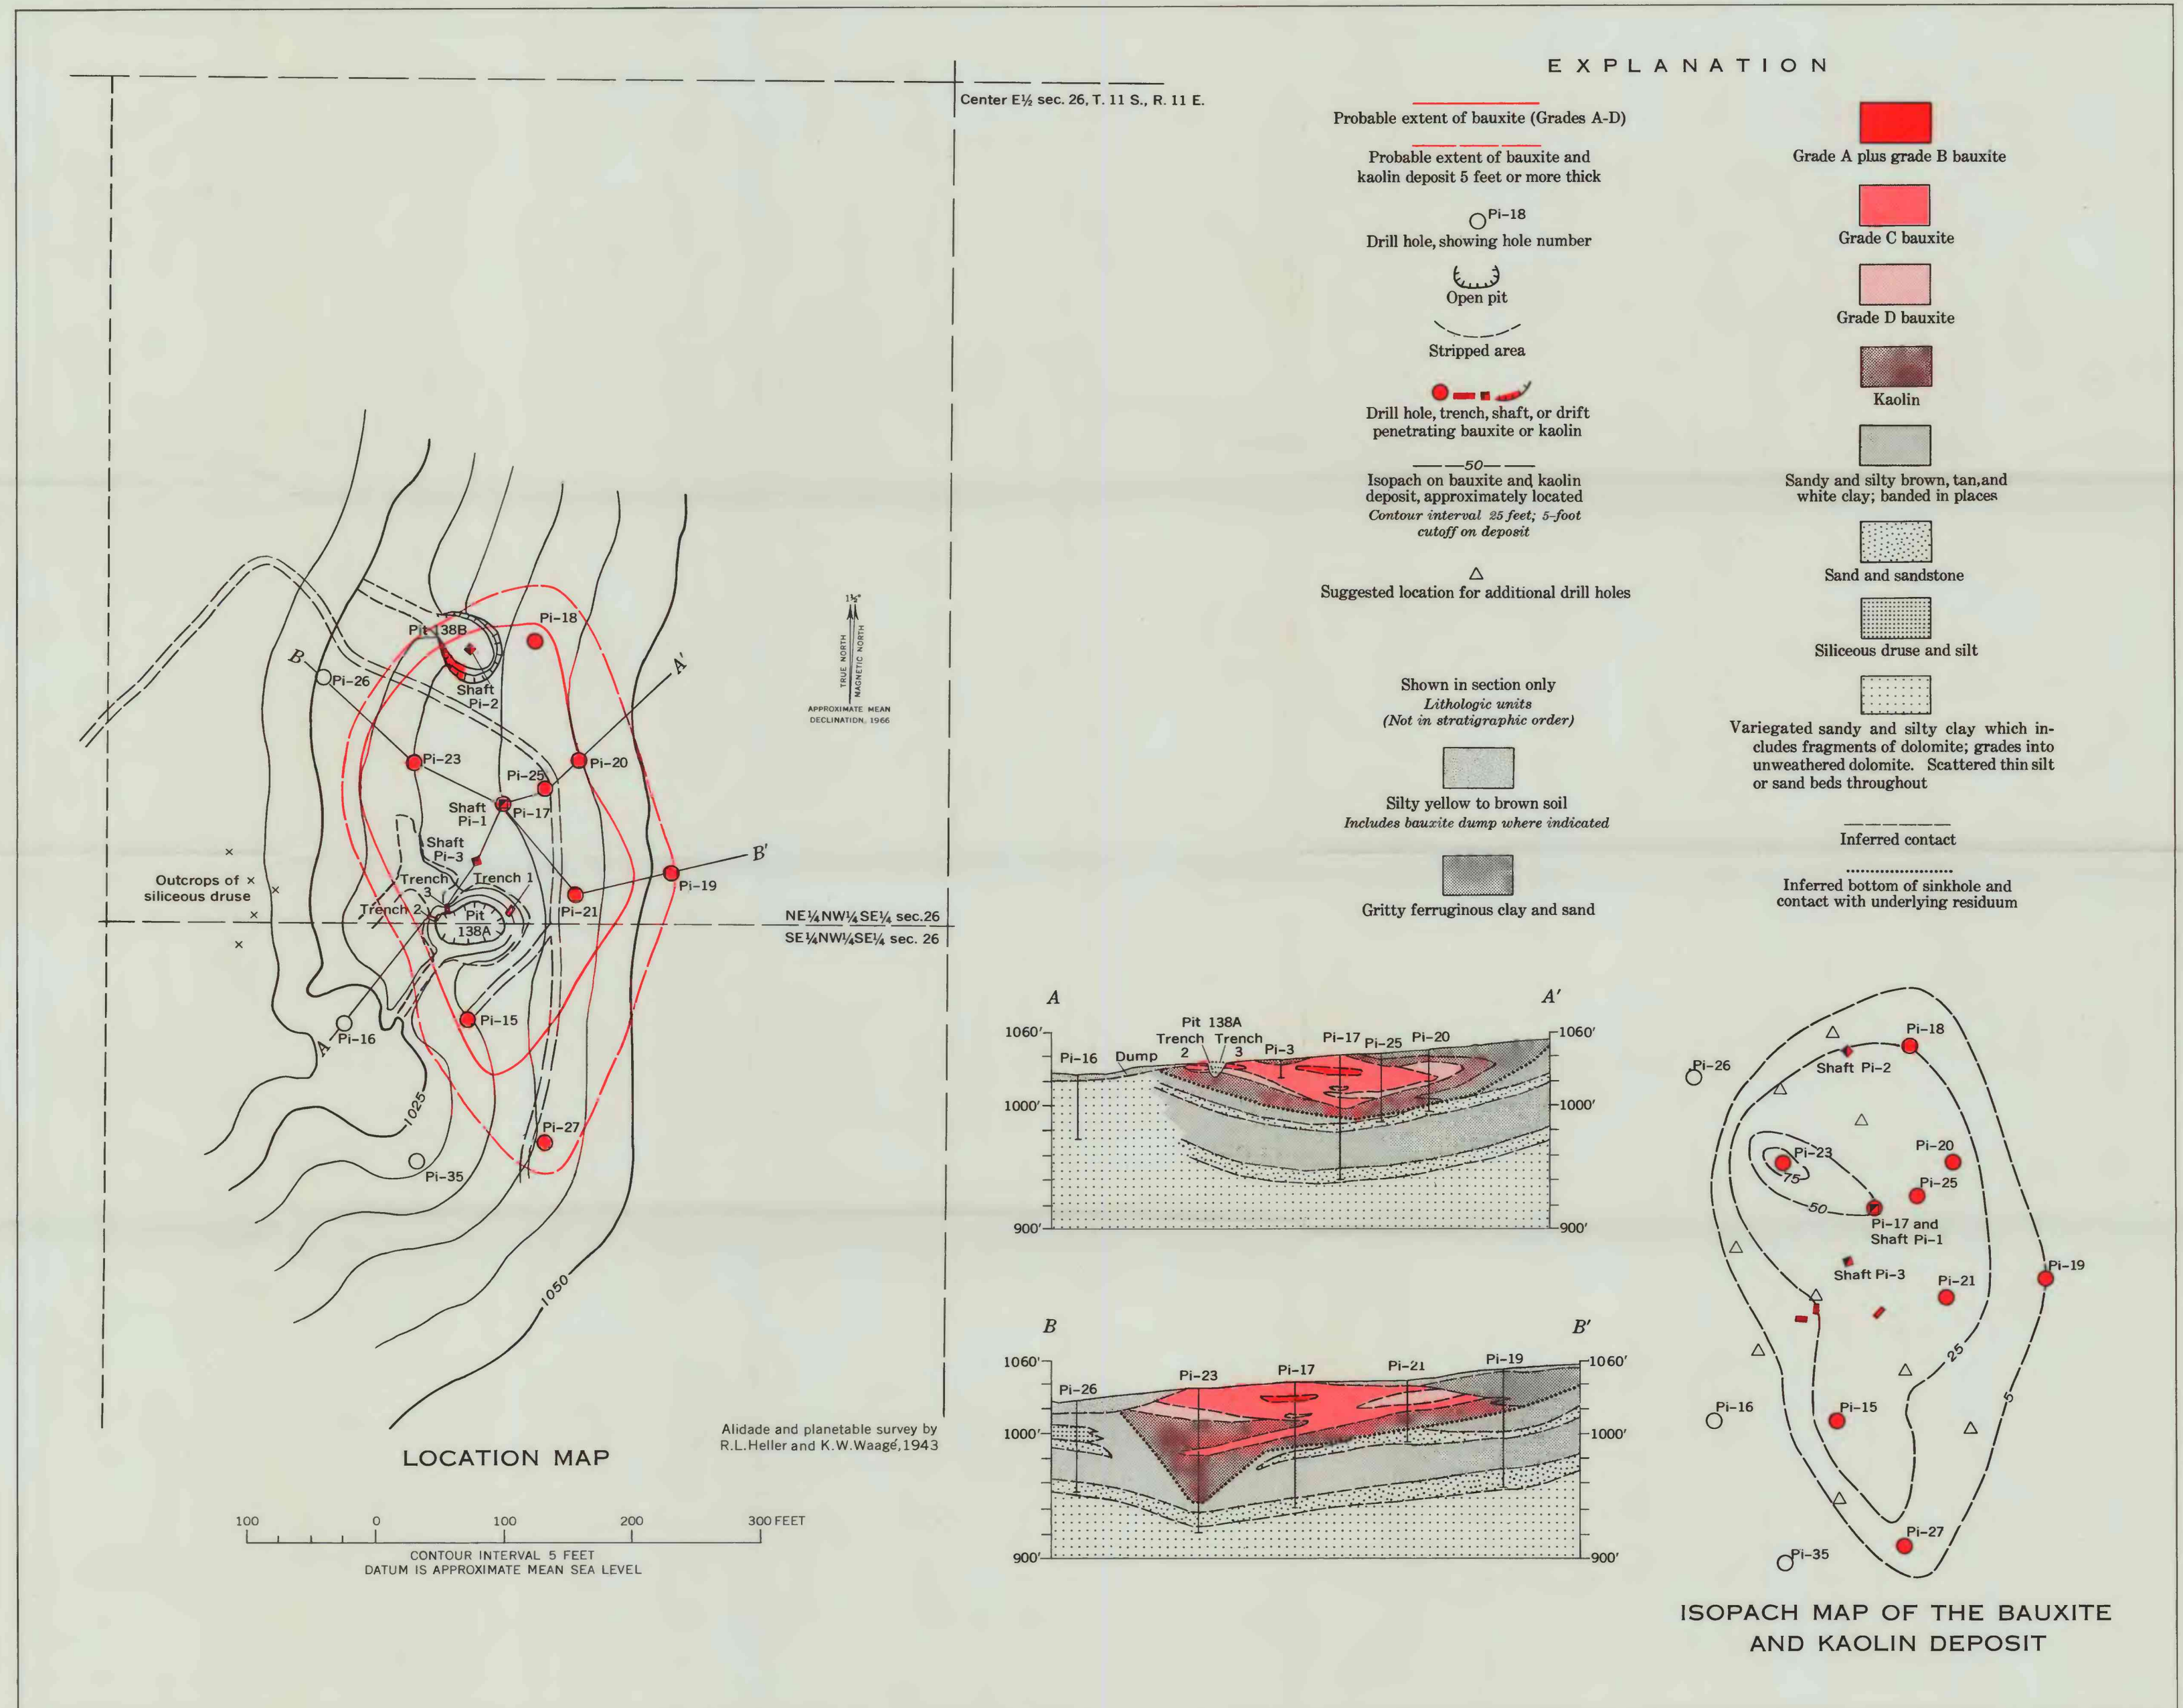 Center E½ sec. 26, T. 11 S., R. 11 E.
Pi-18
Pit 138B
B
Pi-26
Shaft
Pi-2
A'
Pi-23
Pi-20
Pi-25
Shaft
Pi-1
Pi-17
Shaft
Pi-3
B'
Trench
3
Trench 1
Pi-19
Outcrops of
siliceous druse
Trench 2
Pit
138A
Pi-21
NE¼NW¼SE¼ sec. 26
SE¼NW¼SE¼ sec. 26
A
Pi-16
Pi-15
1025
Pi-27
Pi-35
1050
1½°
TRUE NORTH
MAGNETIC NORTH
APPROXIMATE MEAN
DECLINATION, 1966
Alidade and planetable survey by
R.L.Heller and K.W.Waagé, 1943
LOCATION MAP
100 0 100 200 300 FEET
CONTOUR INTERVAL 5 FEET
DATUM IS APPROXIMATE MEAN SEA LEVEL
EXPLANATION
Probable extent of bauxite (Grades A-D)
Probable extent of bauxite and
kaolin deposit 5 feet or more thick
Pi-18
Drill hole, showing hole number
Open pit
Stripped area
Drill hole, trench, shaft, or drift
penetrating bauxite or kaolin
50
Isopach on bauxite and kaolin
deposit, approximately located
Contour interval 25 feet; 5-foot
cutoff on deposit
Suggested location for additional drill holes
Shown in section only
Lithologic units
(Not in stratigraphic order)
Silty yellow to brown soil
Includes bauxite dump where indicated
Gritty ferruginous clay and sand
Grade A plus grade B bauxite
Grade C bauxite
Grade D bauxite
Kaolin
Sandy and silty brown, tan, and
white clay; banded in places
Sand and sandstone
Siliceous druse and silt
Variegated sandy and silty clay which in-
cludes fragments of dolomite; grades into
unweathered dolomite. Scattered thin silt
or sand beds throughout
Inferred contact
Inferred bottom of sinkhole and
contact with underlying residuum
A A'
1060' 1060'
Pit 138A
Trench Trench
2 3
Pi-16
Dump
Pi-3
Pi-17
Pi-25
Pi-20
1000' 1000'
900' 900'
B B'
1060' 1060'
Pi-26
Pi-23
Pi-17
Pi-21
Pi-19
1000' 1000'
900' 900'
Pi-18
Pi-26
Shaft Pi-2
Pi-23
75
Pi-20
Pi-25
50
Pi-17 and
Shaft Pi-1
Pi-19
Shaft Pi-3
Pi-21
25
5
Pi-16
Pi-15
Pi-27
Pi-35
ISOPACH MAP OF THE BAUXITE
AND KAOLIN DEPOSIT